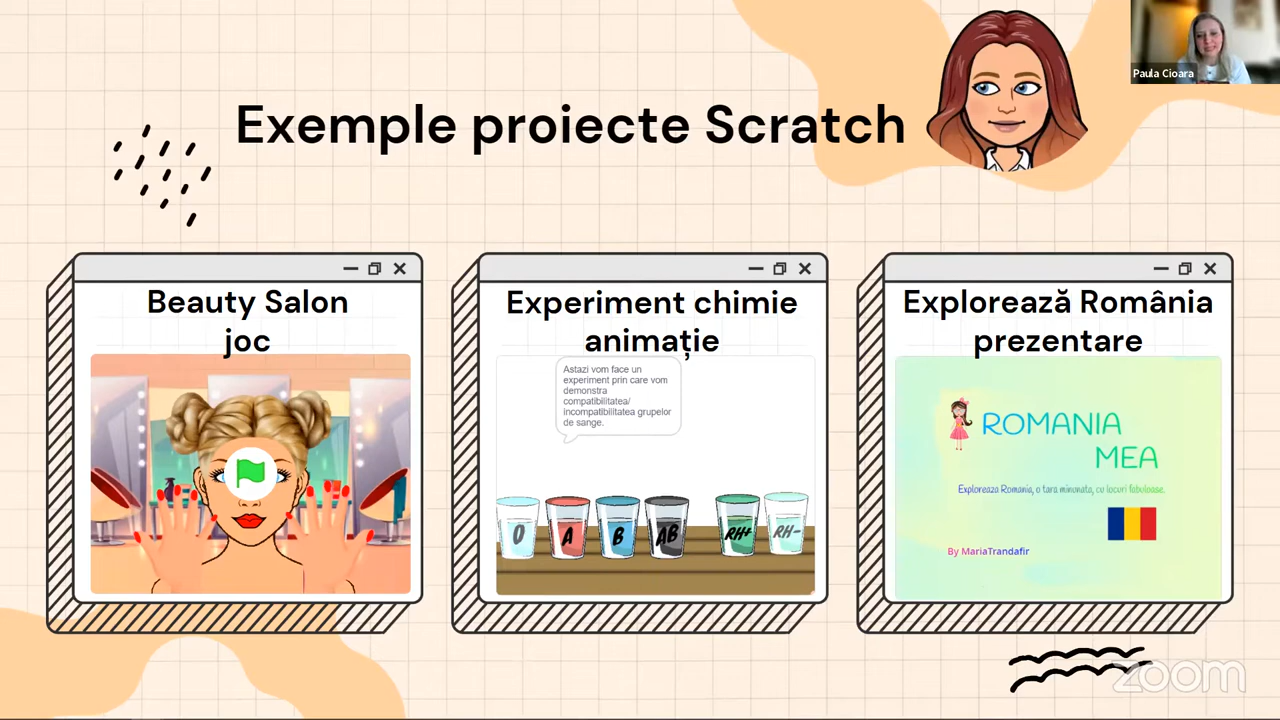 Paula Cioara
Exemple proiecte Scratch
Beauty Salon
joc
Experiment chimie
animație
Astazi vom face un
experiment prin care vom
demonstra
compatibilitatea/
incompatibilitatea grupelor
de sange.
0
A
B
AB
RH+
RH-
Explorează România
prezentare
ROMANIA
MEA
Exploreaza Romania, o tara minunata, cu locuri fabuloase.
By MariaTrandafir
zoom